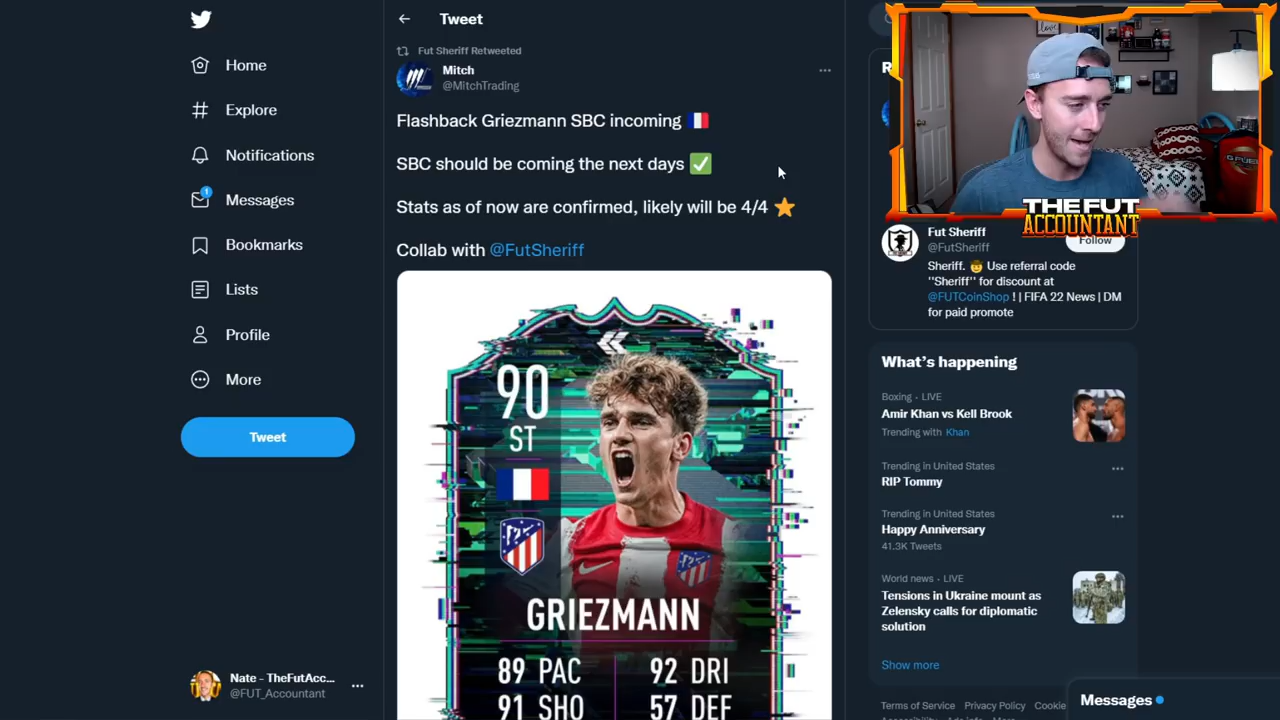 Home
Explore
Notifications
1
Messages
Bookmarks
Lists
Profile
More
Tweet
Nate - TheFutAcc...
@FUT_Accountant
Tweet
Fut Sheriff Retweeted
Mitch
@MitchTrading
Flashback Griezmann SBC incoming 🇫🇷
SBC should be coming the next days ✅
Stats as of now are confirmed, likely will be 4/4 ⭐
Collab with @FutSheriff
90
ST
GRIEZMANN
89 PAC 92 DRI
91 SHO 57 DEF
THE FUT
ACCOUNTANT
Fut Sheriff
@FutSheriff
Follow
Sheriff. 🤠 Use referral code
"Sheriff" for discount at
@FUTCoinShop ! | FIFA 22 News | DM
for paid promote
What's happening
Boxing · LIVE
Amir Khan vs Kell Brook
Trending with Khan
Trending in United States
RIP Tommy
Trending in United States
Happy Anniversary
41.3K Tweets
World news · LIVE
Tensions in Ukraine mount as
Zelensky calls for diplomatic
solution
Show more
Terms of Service Privacy Policy Cookie
Messages